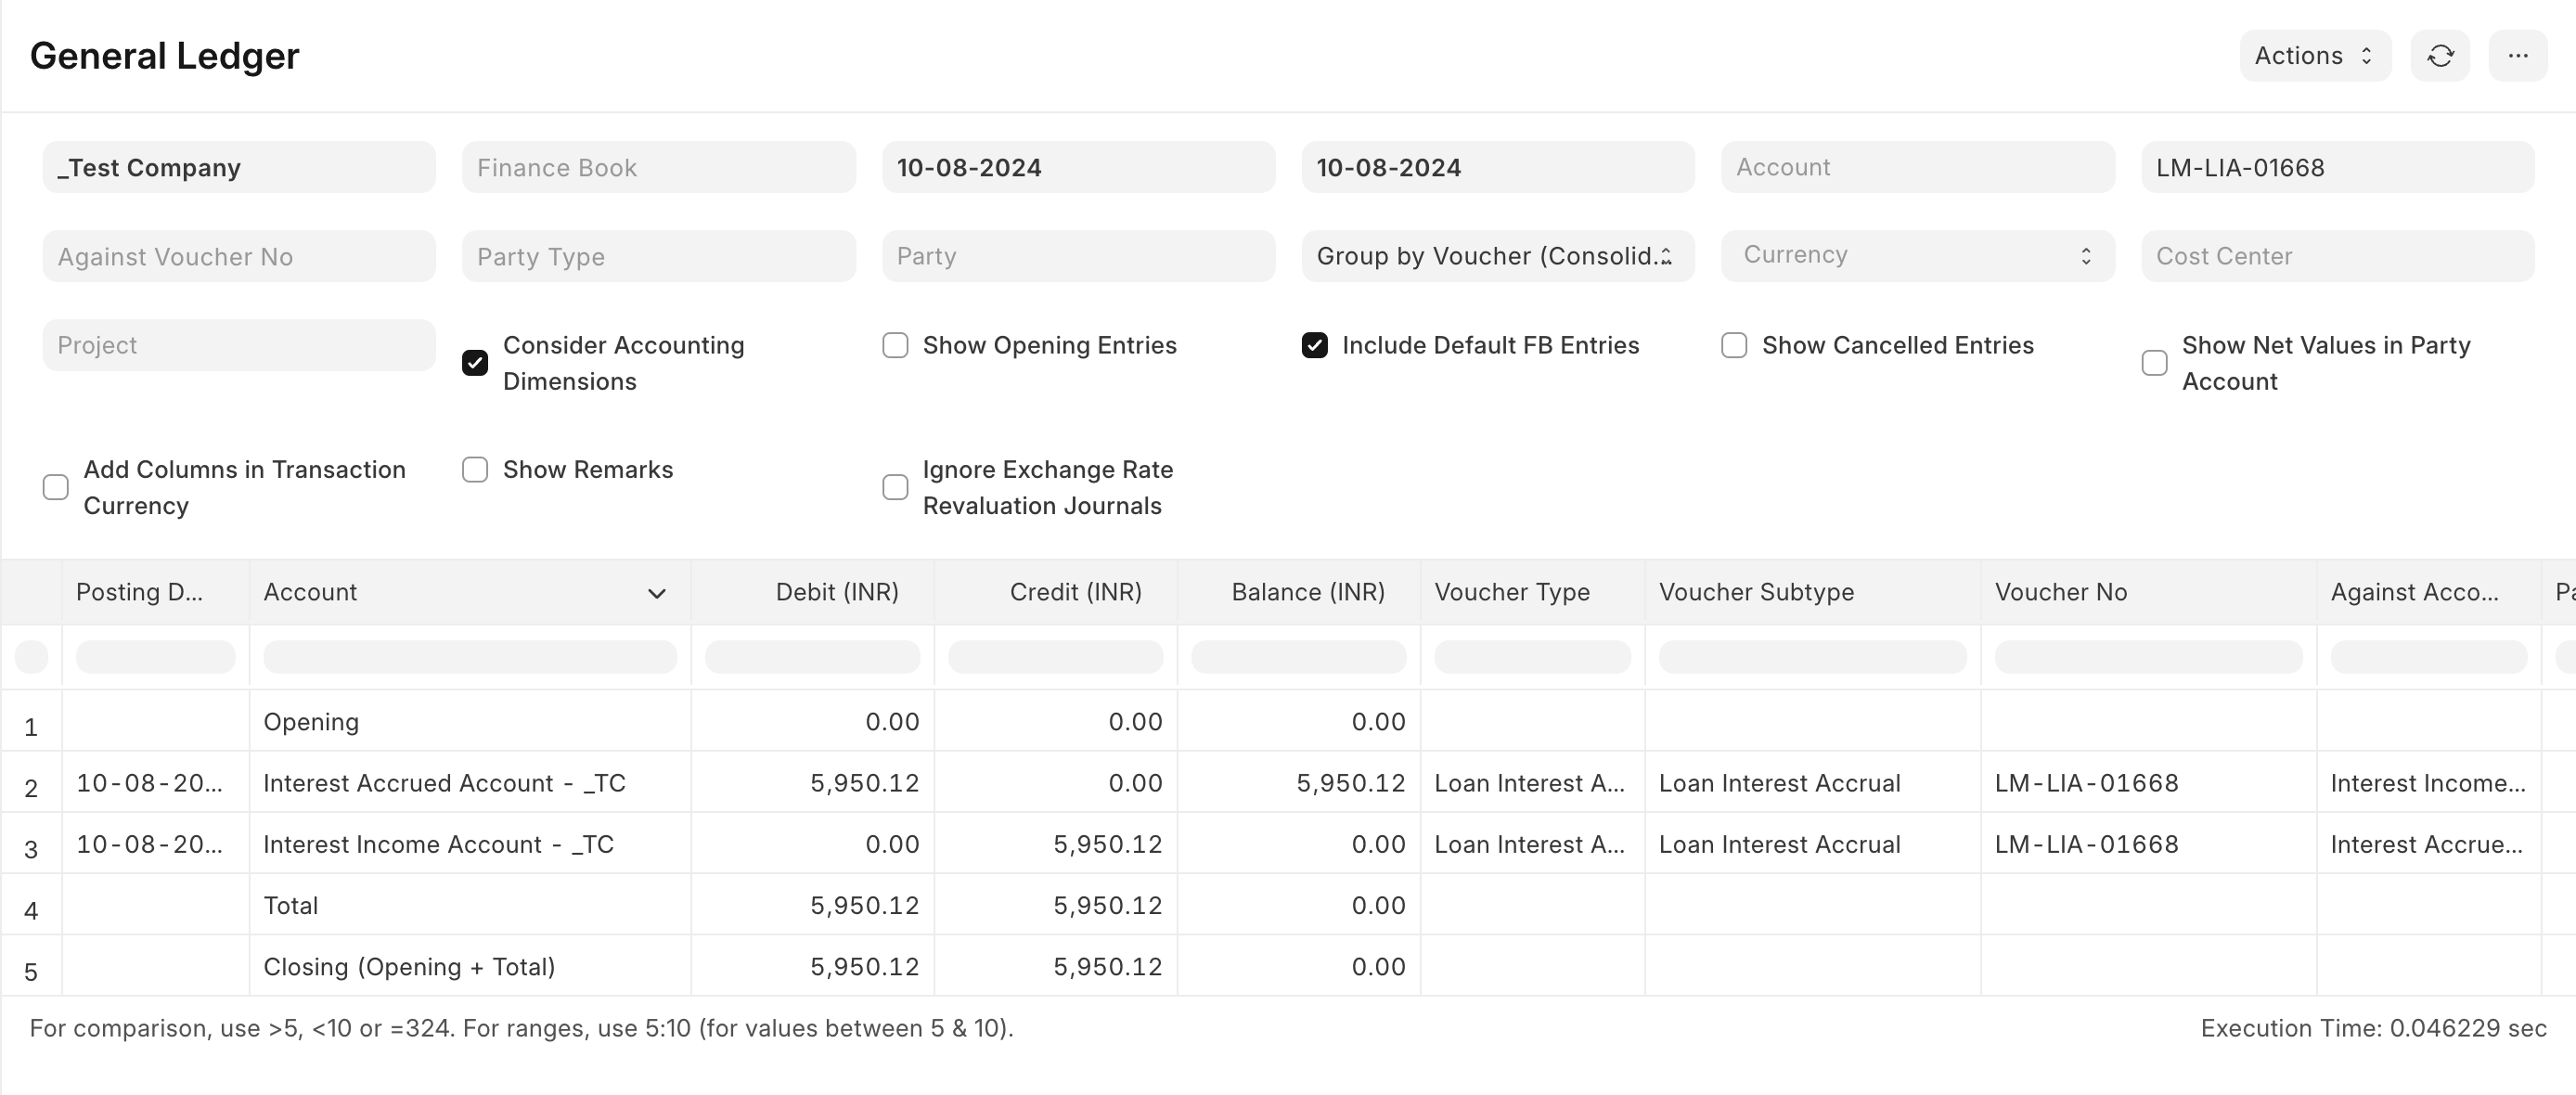 General Ledger
Actions
_Test Company Finance Book 10-08-2024 10-08-2024 Account LM-LIA-01668
Against Voucher No Party Type Party Group by Voucher (Consolid... Currency Cost Center
Project Consider Accounting Dimensions Show Opening Entries Include Default FB Entries Show Cancelled Entries Show Net Values in Party Account
Add Columns in Transaction Currency Show Remarks Ignore Exchange Rate Revaluation Journals
Posting D... Account Debit (INR) Credit (INR) Balance (INR) Voucher Type Voucher Subtype Voucher No Against Acco... Pa
1 Opening 0.00 0.00 0.00
2 10-08-20... Interest Accrued Account - _TC 5,950.12 0.00 5,950.12 Loan Interest A... Loan Interest Accrual LM-LIA-01668 Interest Income...
3 10-08-20... Interest Income Account - _TC 0.00 5,950.12 0.00 Loan Interest A... Loan Interest Accrual LM-LIA-01668 Interest Accrue...
4 Total 5,950.12 5,950.12 0.00
5 Closing (Opening + Total) 5,950.12 5,950.12 0.00
For comparison, use >5, <10 or =324. For ranges, use 5:10 (for values between 5 & 10). Execution Time: 0.046229 sec